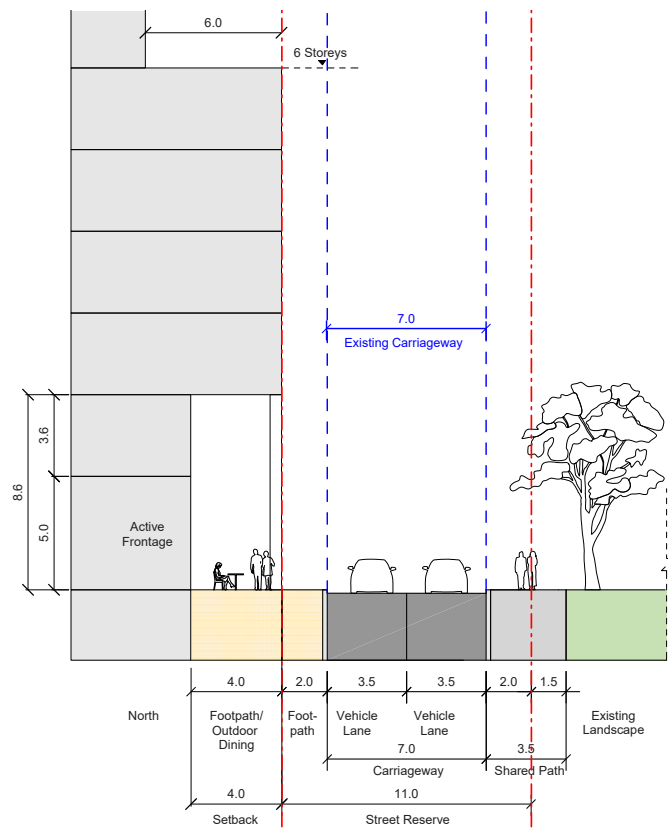 6.0
6 Storeys
7.0
Existing Carriageway
3.6
8.6
5.0
Active
Frontage
4.0
2.0
3.5
3.5
2.0
1.5
North
Footpath/
Outdoor
Dining
Foot-
path
Vehicle
Lane
Vehicle
Lane
Existing
Landscape
7.0
3.5
Carriageway
Shared Path
4.0
11.0
Setback
Street Reserve